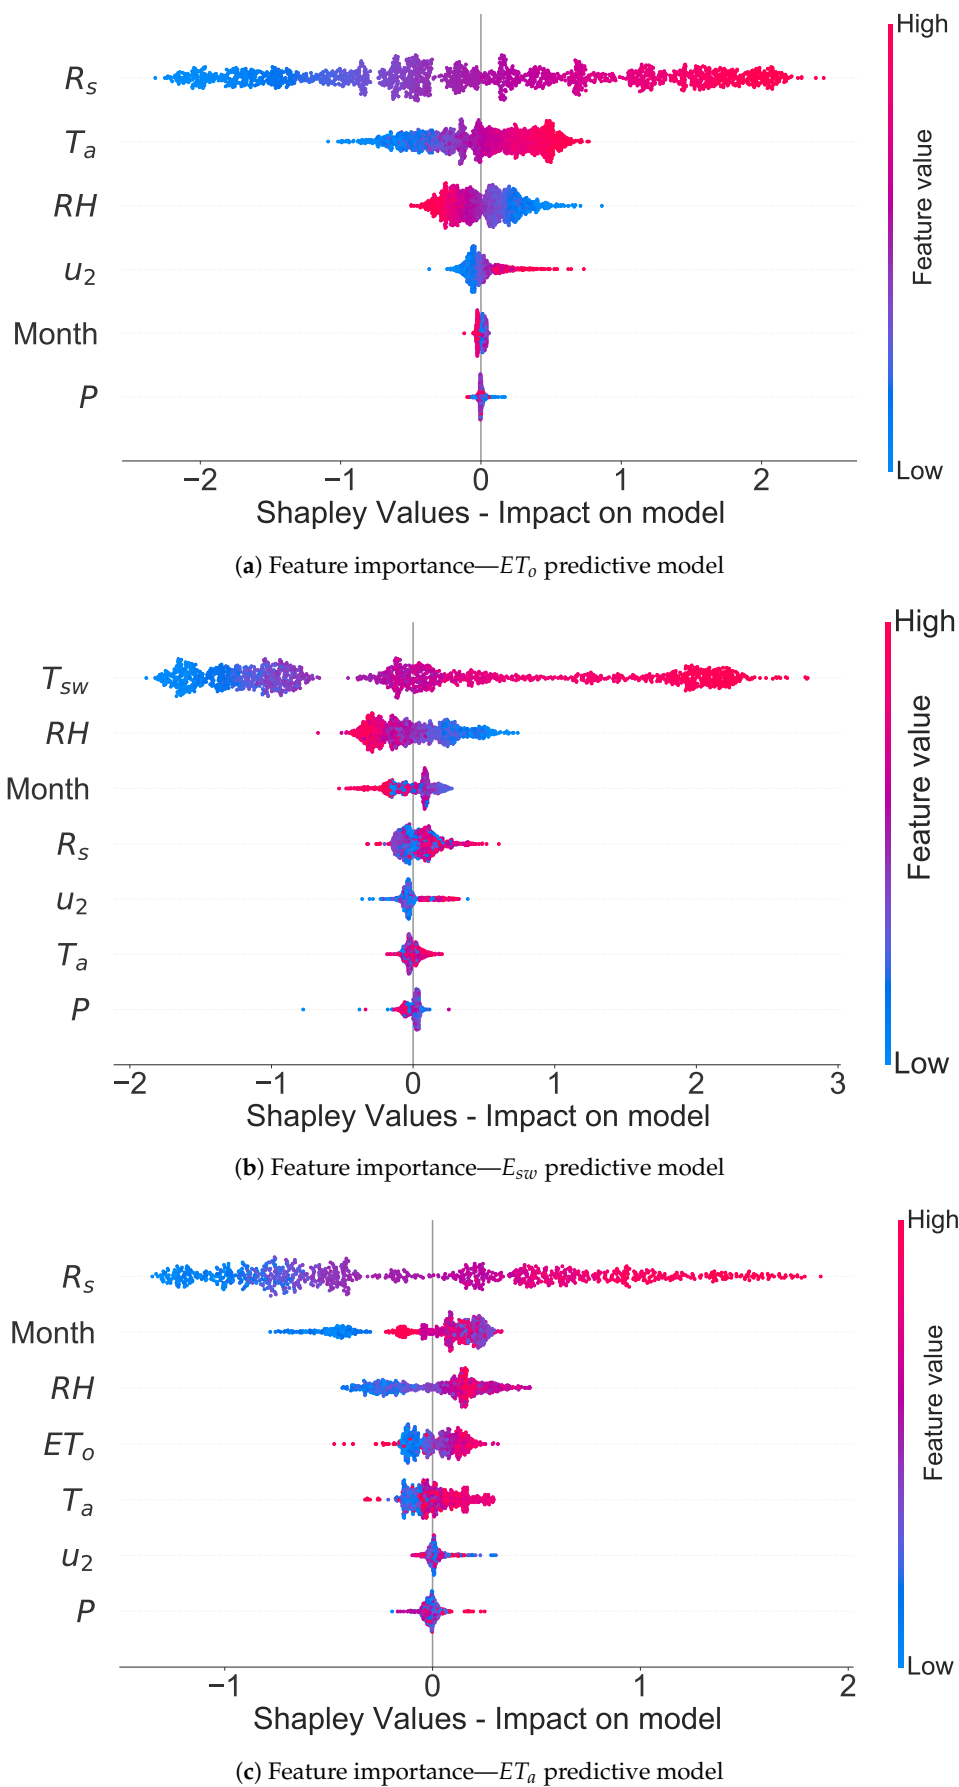 High
R_s
T_a
RH
u_2
Month
P
Feature value
Low
−2 −1 0 1 2
Shapley Values - Impact on model
(a) Feature importance—ET_o predictive model
High
T_sw
RH
Month
R_s
u_2
T_a
P
Feature value
Low
−2 −1 0 1 2 3
Shapley Values - Impact on model
(b) Feature importance—E_sw predictive model
High
R_s
Month
RH
ET_o
T_a
u_2
P
Feature value
Low
−1 0 1 2
Shapley Values - Impact on model
(c) Feature importance—ET_a predictive model